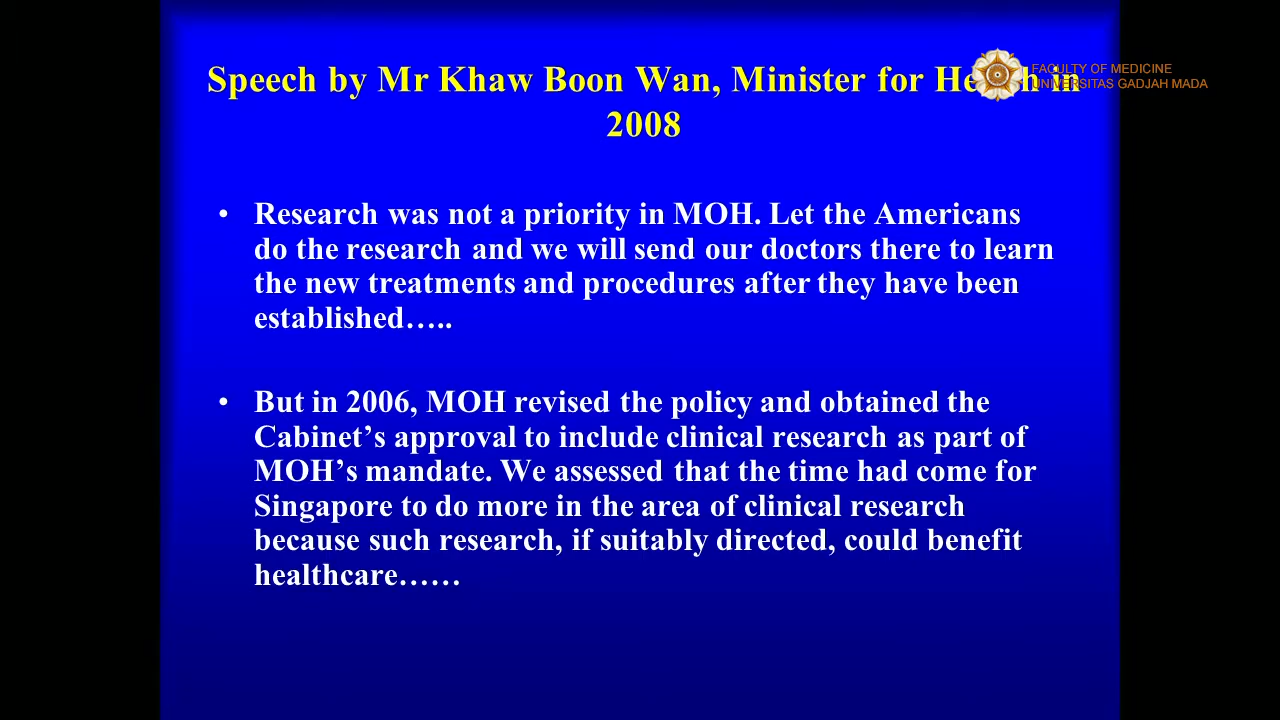 Speech by Mr Khaw Boon Wan, Minister for He h in
2008
FACULTY OF MEDICINE
UNIVERSITAS GADJAH MADA
• Research was not a priority in MOH. Let the Americans
do the research and we will send our doctors there to learn
the new treatments and procedures after they have been
established…..
• But in 2006, MOH revised the policy and obtained the
Cabinet’s approval to include clinical research as part of
MOH’s mandate. We assessed that the time had come for
Singapore to do more in the area of clinical research
because such research, if suitably directed, could benefit
healthcare……